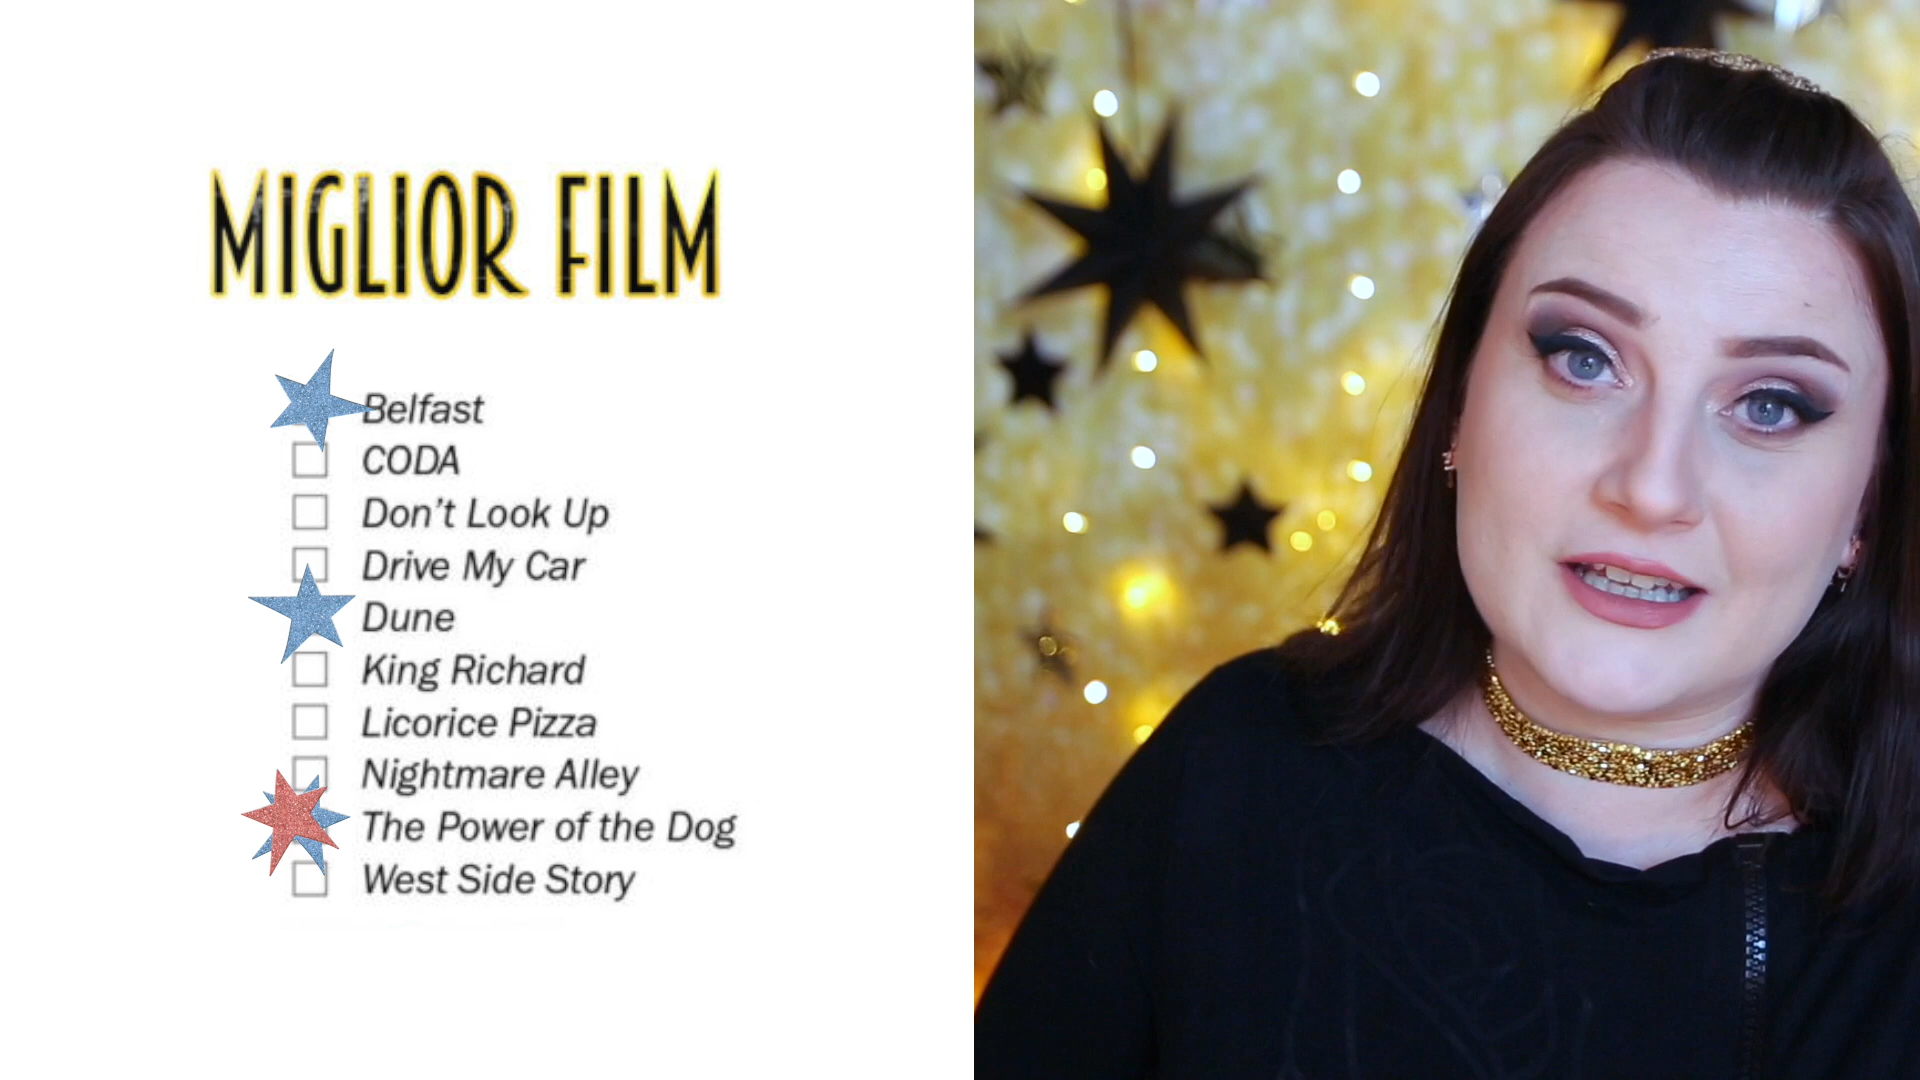 MIGLIOR FILM
Belfast
CODA
Don't Look Up
Drive My Car
Dune
King Richard
Licorice Pizza
Nightmare Alley
The Power of the Dog
West Side Story